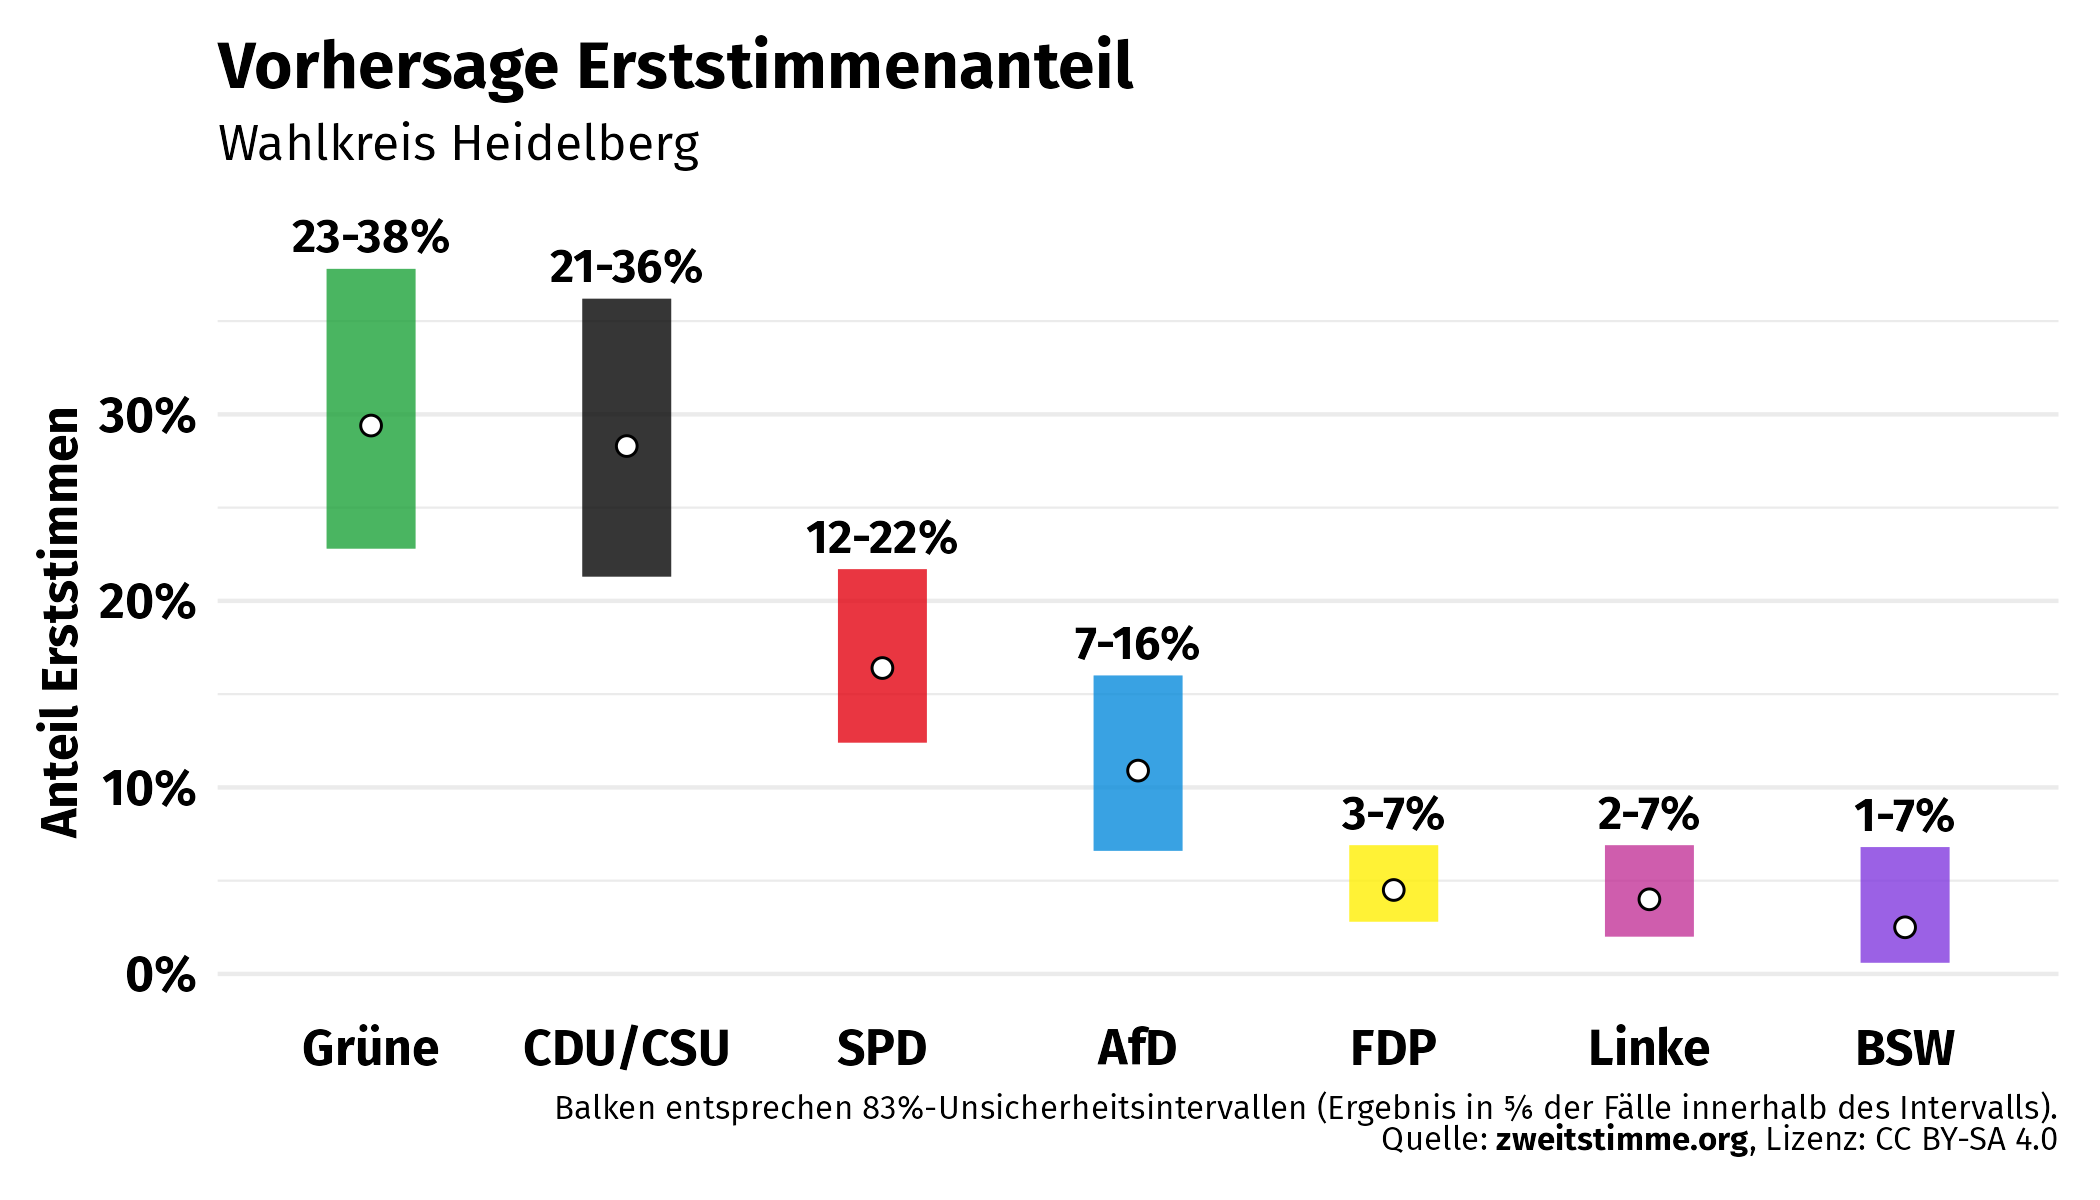 Vorhersage Erststimmenanteil
Wahlkreis Heidelberg
23-38%
21-36%
12-22%
7-16%
3-7%
2-7%
1-7%
Anteil Erststimmen
30%
20%
10%
0%
Grüne CDU/CSU SPD AfD FDP Linke BSW
Balken entsprechen 83%-Unsicherheitsintervallen (Ergebnis in ⅚ der Fälle innerhalb des Intervalls).
Quelle: zweitstimme.org, Lizenz: CC BY-SA 4.0